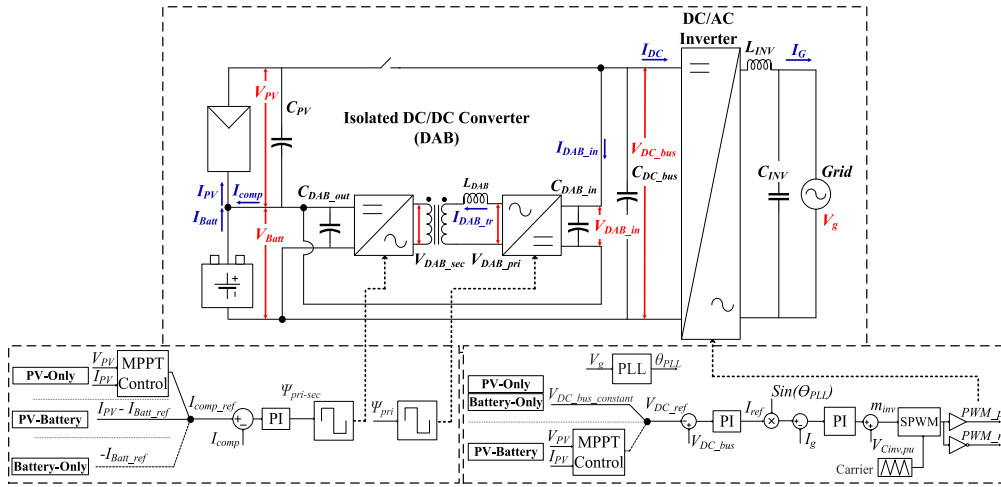 DC/AC
Inverter
I_DC
L_INV
I_G
V_PV
C_PV
Isolated DC/DC Converter
(DAB)
I_DAB_in
V_DC_bus
C_DC_bus
C_INV
Grid
V_g
I_PV
I_comp
I_Batt
C_DAB_out
L_DAB
C_DAB_in
I_DAB_tr
V_Batt
V_DAB_in
V_DAB_sec
V_DAB_pri
+
-
PV-Only
V_PV
I_PV
MPPT
Control
PV-Battery
I_PV - I_Batt_ref
Battery-Only
-I_Batt_ref
I_comp_ref
I_comp
+
-
PI
Ψ_pri-sec
Ψ_pri
V_g
PLL
θ_PLL
PV-Only
Battery-Only
V_DC_bus_constant
PV-Battery
V_PV
I_PV
MPPT
Control
V_DC_ref
V_DC_bus
PI
I_ref
Sin(Θ_PLL)
I_g
PI
m_inv
V_Cinv,pu
SPWM
Carrier
PWM_p